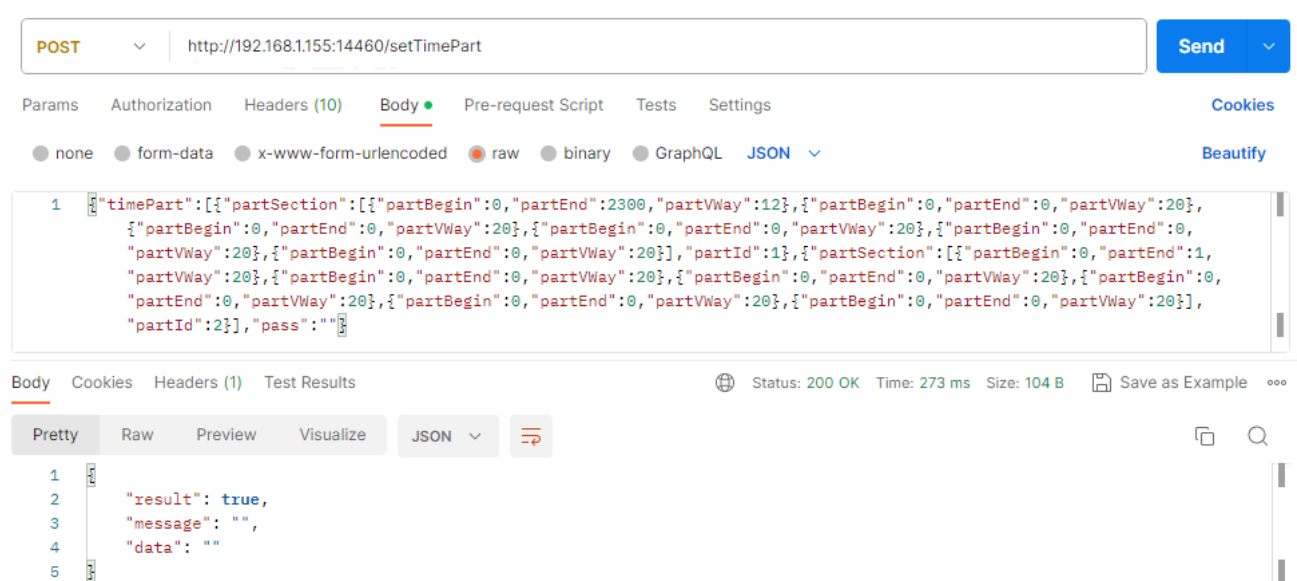 POST http://192.168.1.155:14460/setTimePart Send
Params Authorization Headers (10) Body Pre-request Script Tests Settings Cookies
none form-data x-www-form-urlencoded raw binary GraphQL JSON Beautify
1 {"timePart":[{"partSection":[{"partBegin":0,"partEnd":2300,"partVWay":12},{"partBegin":0,"partEnd":0,"partVWay":20},
{"partBegin":0,"partEnd":0,"partVWay":20},{"partBegin":0,"partEnd":0,"partVWay":20},{"partBegin":0,"partEnd":0,
"partVWay":20},{"partBegin":0,"partEnd":0,"partVWay":20}],"partId":1},{"partSection":[{"partBegin":0,"partEnd":1,
"partVWay":20},{"partBegin":0,"partEnd":0,"partVWay":20},{"partBegin":0,"partEnd":0,"partVWay":20},{"partBegin":0,
"partEnd":0,"partVWay":20},{"partBegin":0,"partEnd":0,"partVWay":20},{"partBegin":0,"partEnd":0,"partVWay":20}],
"partId":2}],"pass":""}
Body Cookies Headers (1) Test Results Status: 200 OK Time: 273 ms Size: 104 B Save as Example
Pretty Raw Preview Visualize JSON
1 {
2 "result": true,
3 "message": "",
4 "data": ""
5 }